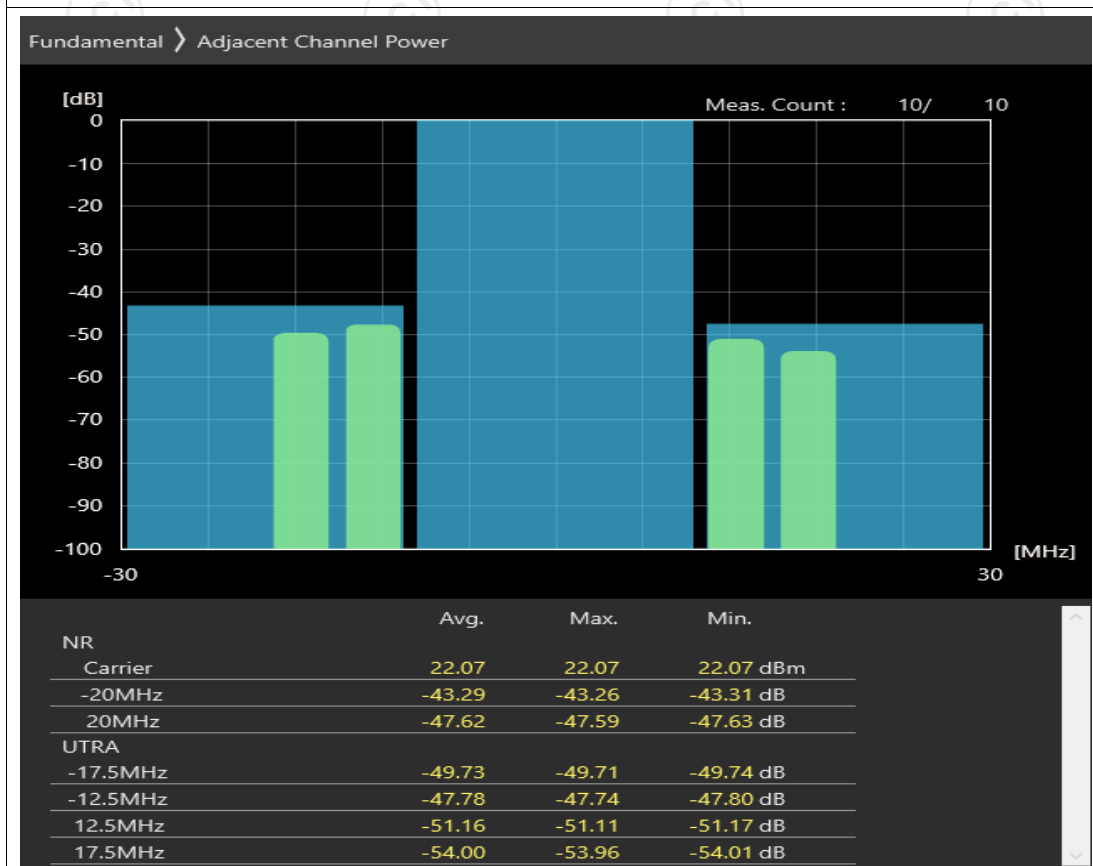 Fundamental 〉 Adjacent Channel Power
[dB]
Meas. Count : 10/ 10
0
-10
-20
-30
-40
-50
-60
-70
-80
-90
-100
[MHz]
-30 30
Avg. Max. Min.
NR
Carrier 22.07 22.07 22.07 dBm
-20MHz -43.29 -43.26 -43.31 dB
20MHz -47.62 -47.59 -47.63 dB
UTRA
-17.5MHz -49.73 -49.71 -49.74 dB
-12.5MHz -47.78 -47.74 -47.80 dB
12.5MHz -51.16 -51.11 -51.17 dB
17.5MHz -54.00 -53.96 -54.01 dB